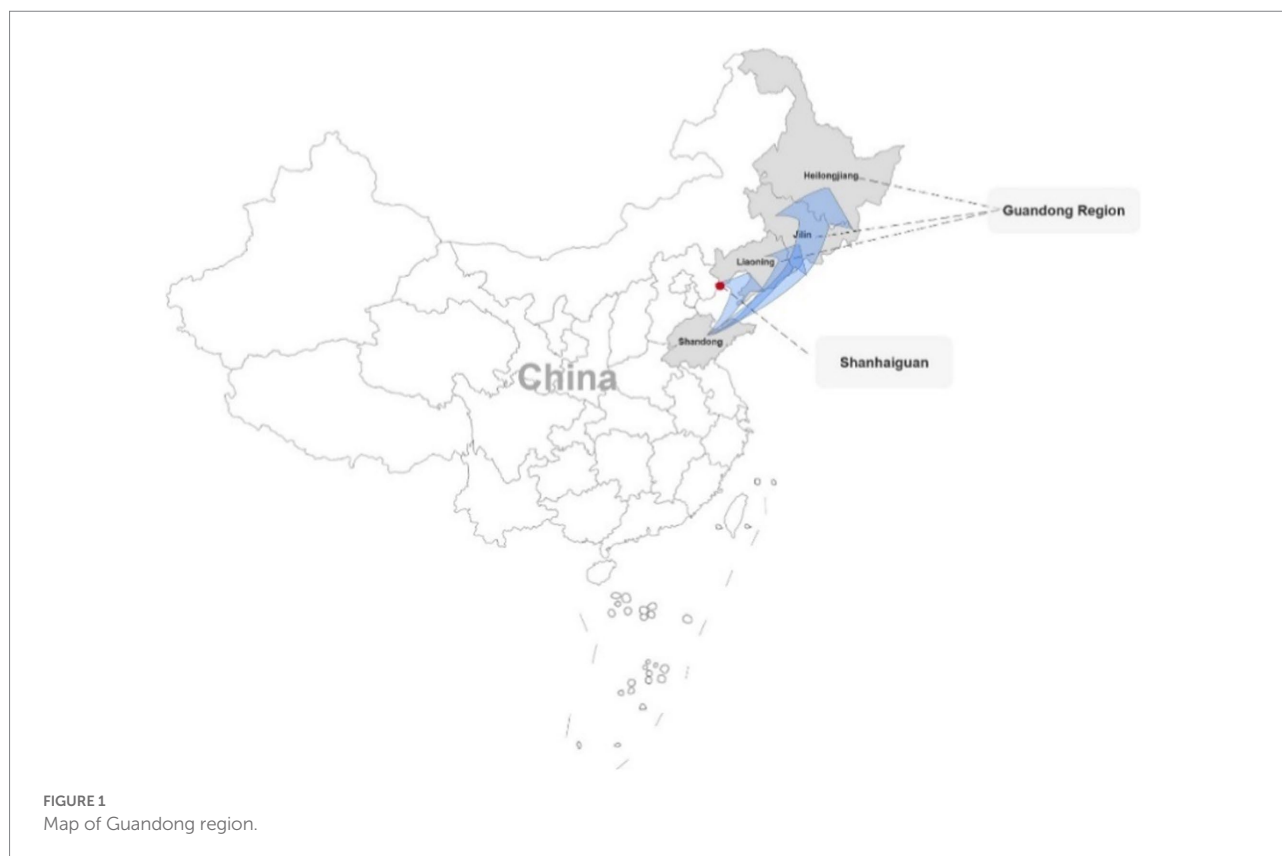 Heilongjiang
Guandong Region
Jilin
Liaoning
Shandong
Shanhaiguan
China
FIGURE 1
Map of Guandong region.